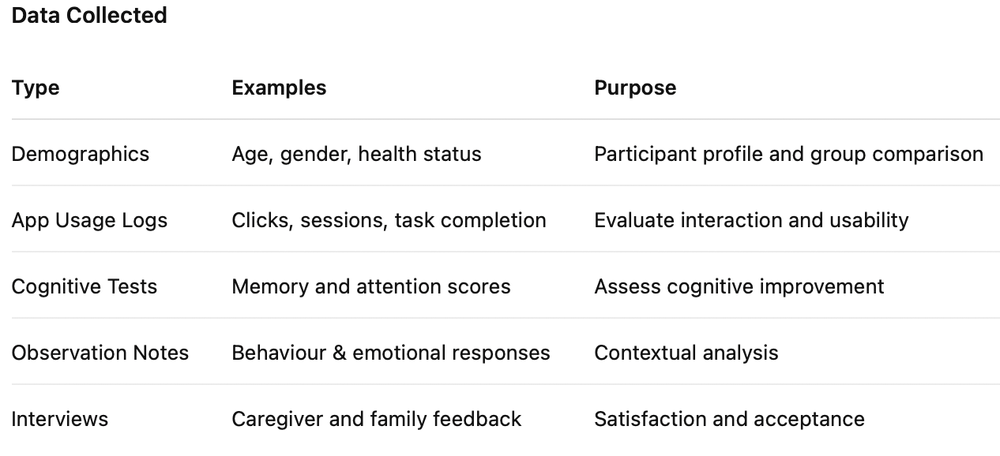 Data Collected
Type Examples Purpose
Demographics Age, gender, health status Participant profile and group comparison
App Usage Logs Clicks, sessions, task completion Evaluate interaction and usability
Cognitive Tests Memory and attention scores Assess cognitive improvement
Observation Notes Behaviour & emotional responses Contextual analysis
Interviews Caregiver and family feedback Satisfaction and acceptance